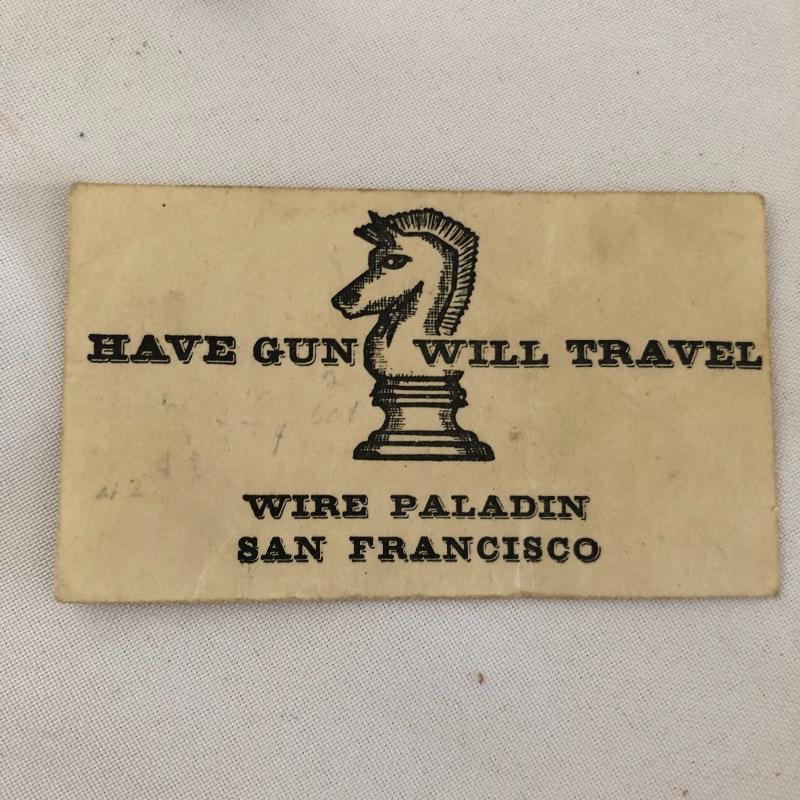 HAVE GUN WILL TRAVEL
WIRE PALADIN
SAN FRANCISCO